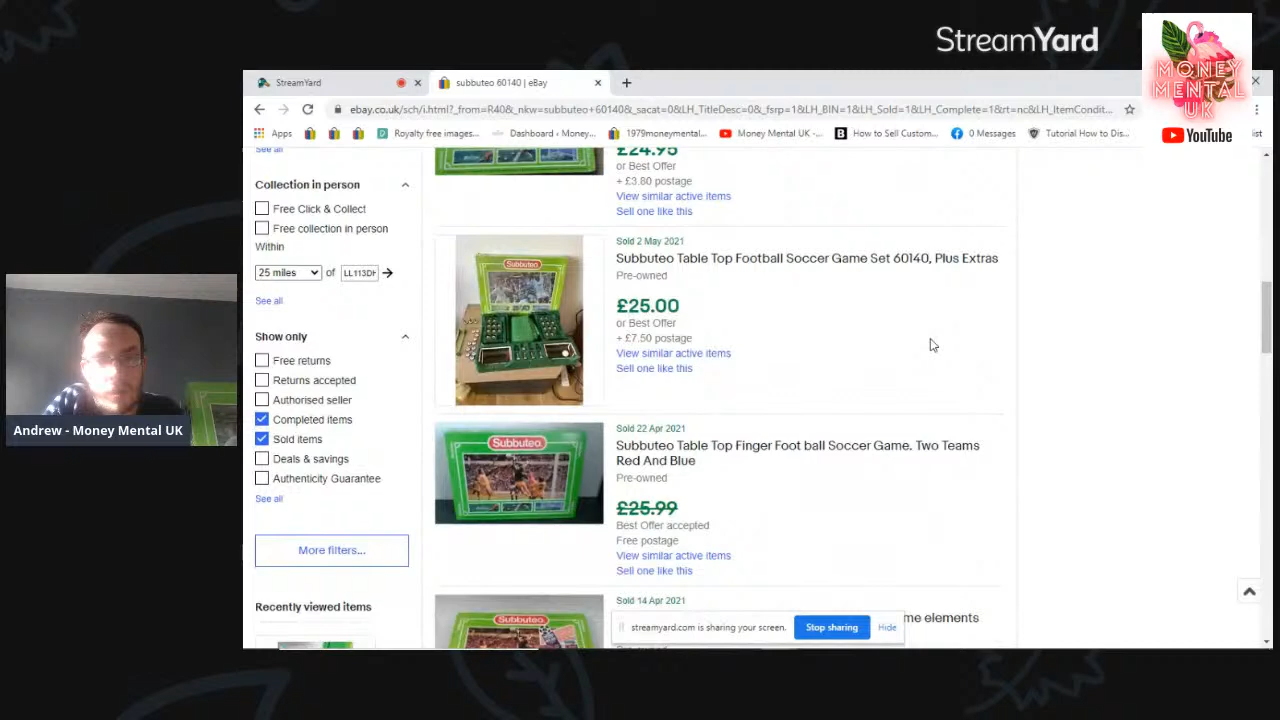 StreamYard
MONEY
MENTAL
UK
YouTube
StreamYard
subbuteo 60140 | eBay
ebay.co.uk/sch/i.html?_from=R40&_nkw=subbuteo+60140&_sacat=0&LH_TitleDesc=0&_fsrp=1&LH_BIN=1&LH_Sold=1&LH_Complete=1&rt=nc&LH_ItemCondit...
Apps
Royalty free images...
Dashboard ‹ Money...
1979moneymental...
Money Mental UK -...
How to Sell Custom...
0 Messages
Tutorial How to Dis...
list
See all
Collection in person
Free Click & Collect
Free collection in person
Within
25 miles
of
LL113DH
See all
Show only
Free returns
Returns accepted
Authorised seller
Completed items
Sold items
Deals & savings
Authenticity Guarantee
See all
More filters...
Recently viewed items
£24.95
or Best Offer
+ £3.80 postage
View similar active items
Sell one like this
Sold 2 May 2021
Subbuteo Table Top Football Soccer Game Set 60140, Plus Extras
Pre-owned
£25.00
or Best Offer
+ £7.50 postage
View similar active items
Sell one like this
Subbuteo
Sold 22 Apr 2021
Subbuteo Table Top Finger Foot ball Soccer Game. Two Teams
Red And Blue
Pre-owned
£25.99
Best Offer accepted
Free postage
View similar active items
Sell one like this
Subbuteo
Sold 14 Apr 2021
me elements
Subbuteo
streamyard.com is sharing your screen.
Stop sharing
Hide
Andrew - Money Mental UK